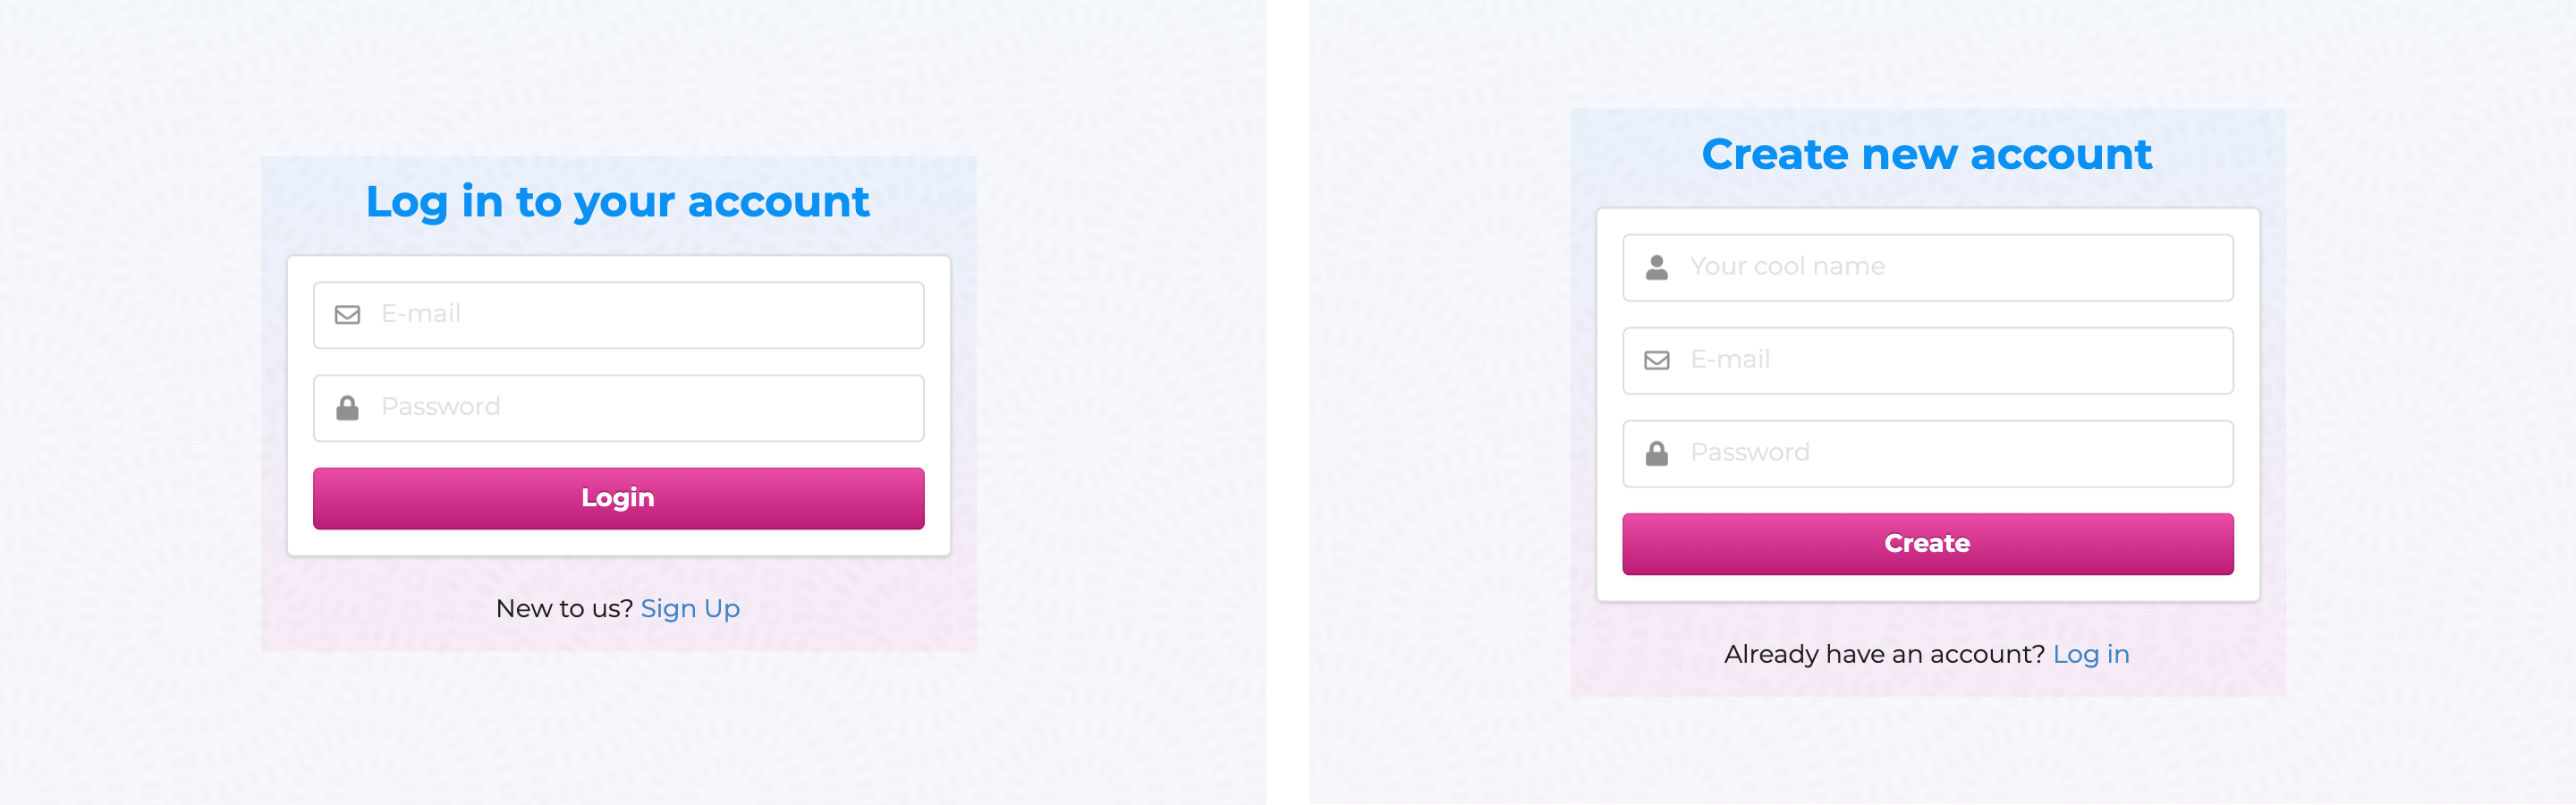 Log in to your account
E-mail
Password
Login
New to us? Sign Up
Create new account
Your cool name
E-mail
Password
Create
Already have an account? Log in